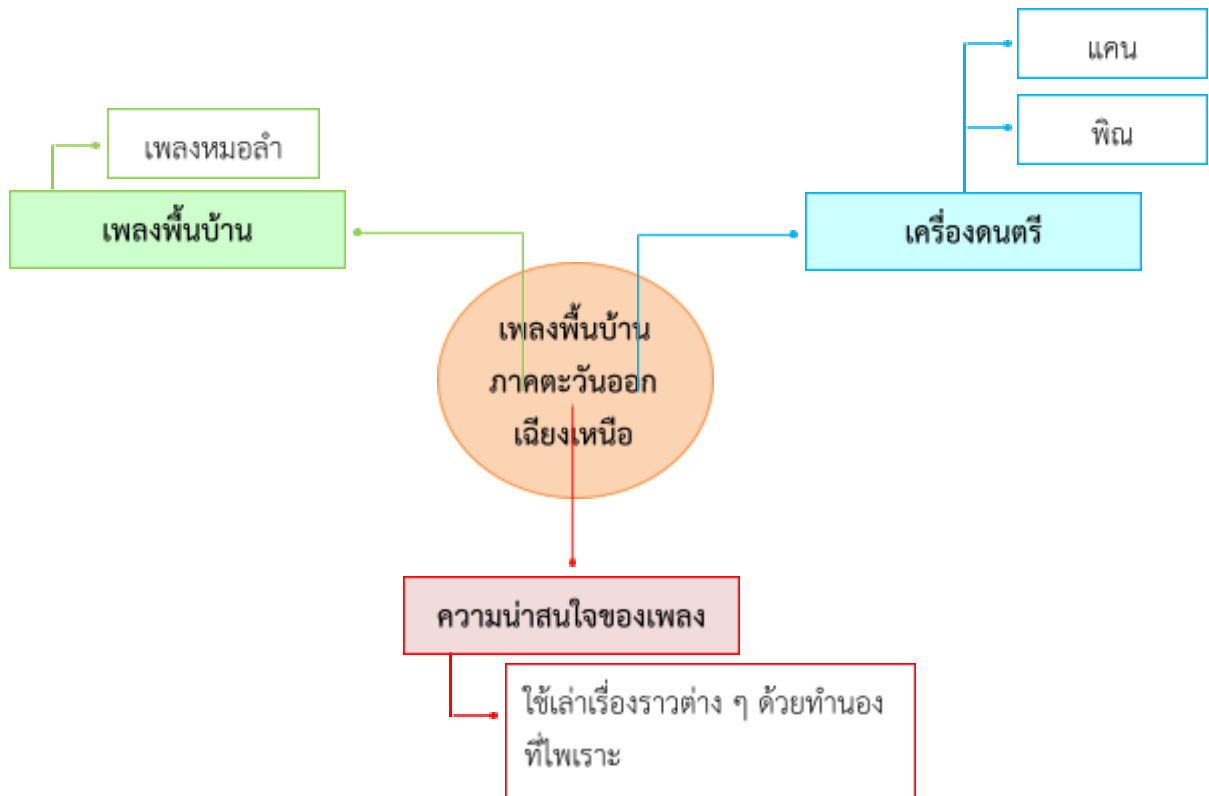 แคน
พิณ
เพลงหมอลำ
เพลงพื้นบ้าน
เครื่องดนตรี
เพลงพื้นบ้าน
ภาคตะวันออก
เฉียงเหนือ
ความน่าสนใจของเพลง
ใช้เล่าเรื่องราวต่าง ๆ ด้วยทำนอง
ที่ไพเราะ